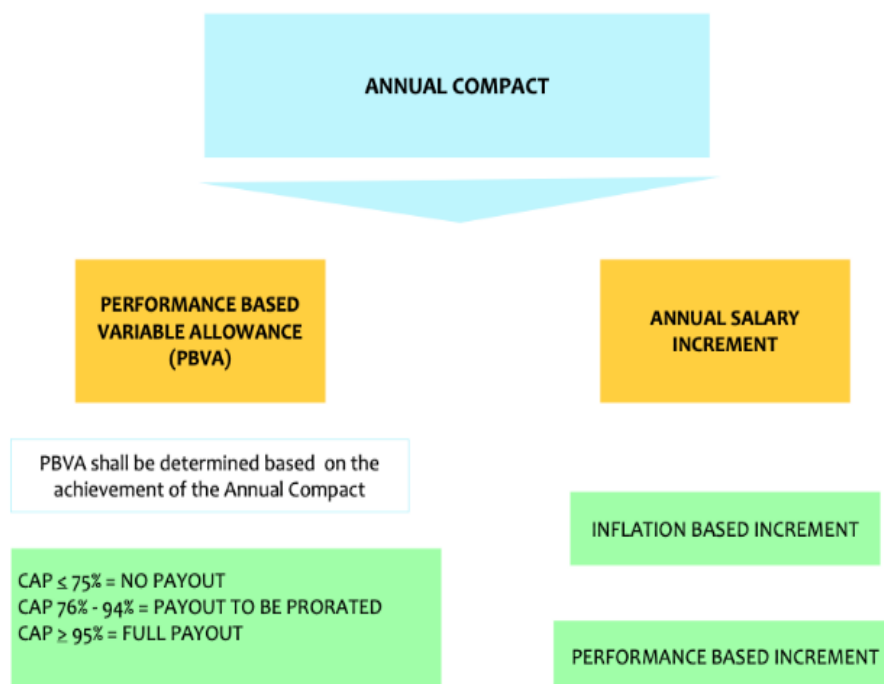 ANNUAL COMPACT
PERFORMANCE BASED
VARIABLE ALLOWANCE
(PBVA)
ANNUAL SALARY
INCREMENT
PBVA shall be determined based on the
achievement of the Annual Compact
INFLATION BASED INCREMENT
CAP ≤ 75% = NO PAYOUT
CAP 76% - 94% = PAYOUT TO BE PRORATED
CAP ≥ 95% = FULL PAYOUT
PERFORMANCE BASED INCREMENT